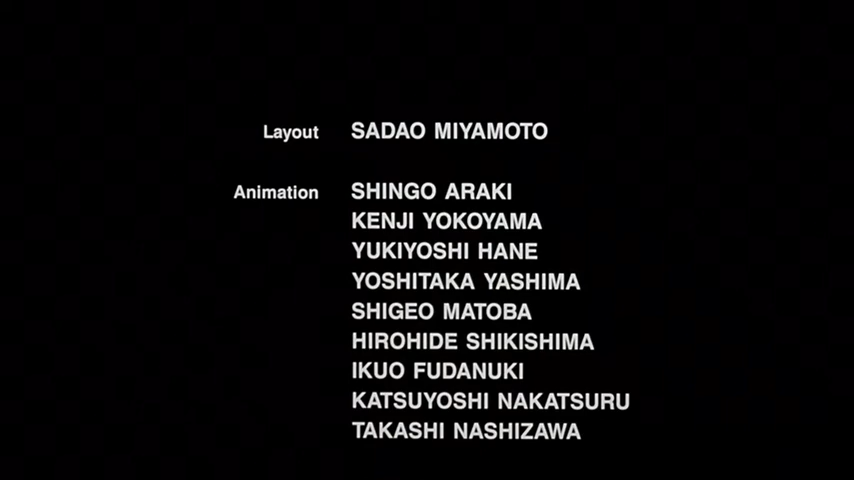 Layout SADAO MIYAMOTO
Animation SHINGO ARAKI
KENJI YOKOYAMA
YUKIYOSHI HANE
YOSHITAKA YASHIMA
SHIGEO MATOBA
HIROHIDE SHIKISHIMA
IKUO FUDANUKI
KATSUYOSHI NAKATSURU
TAKASHI NASHIZAWA